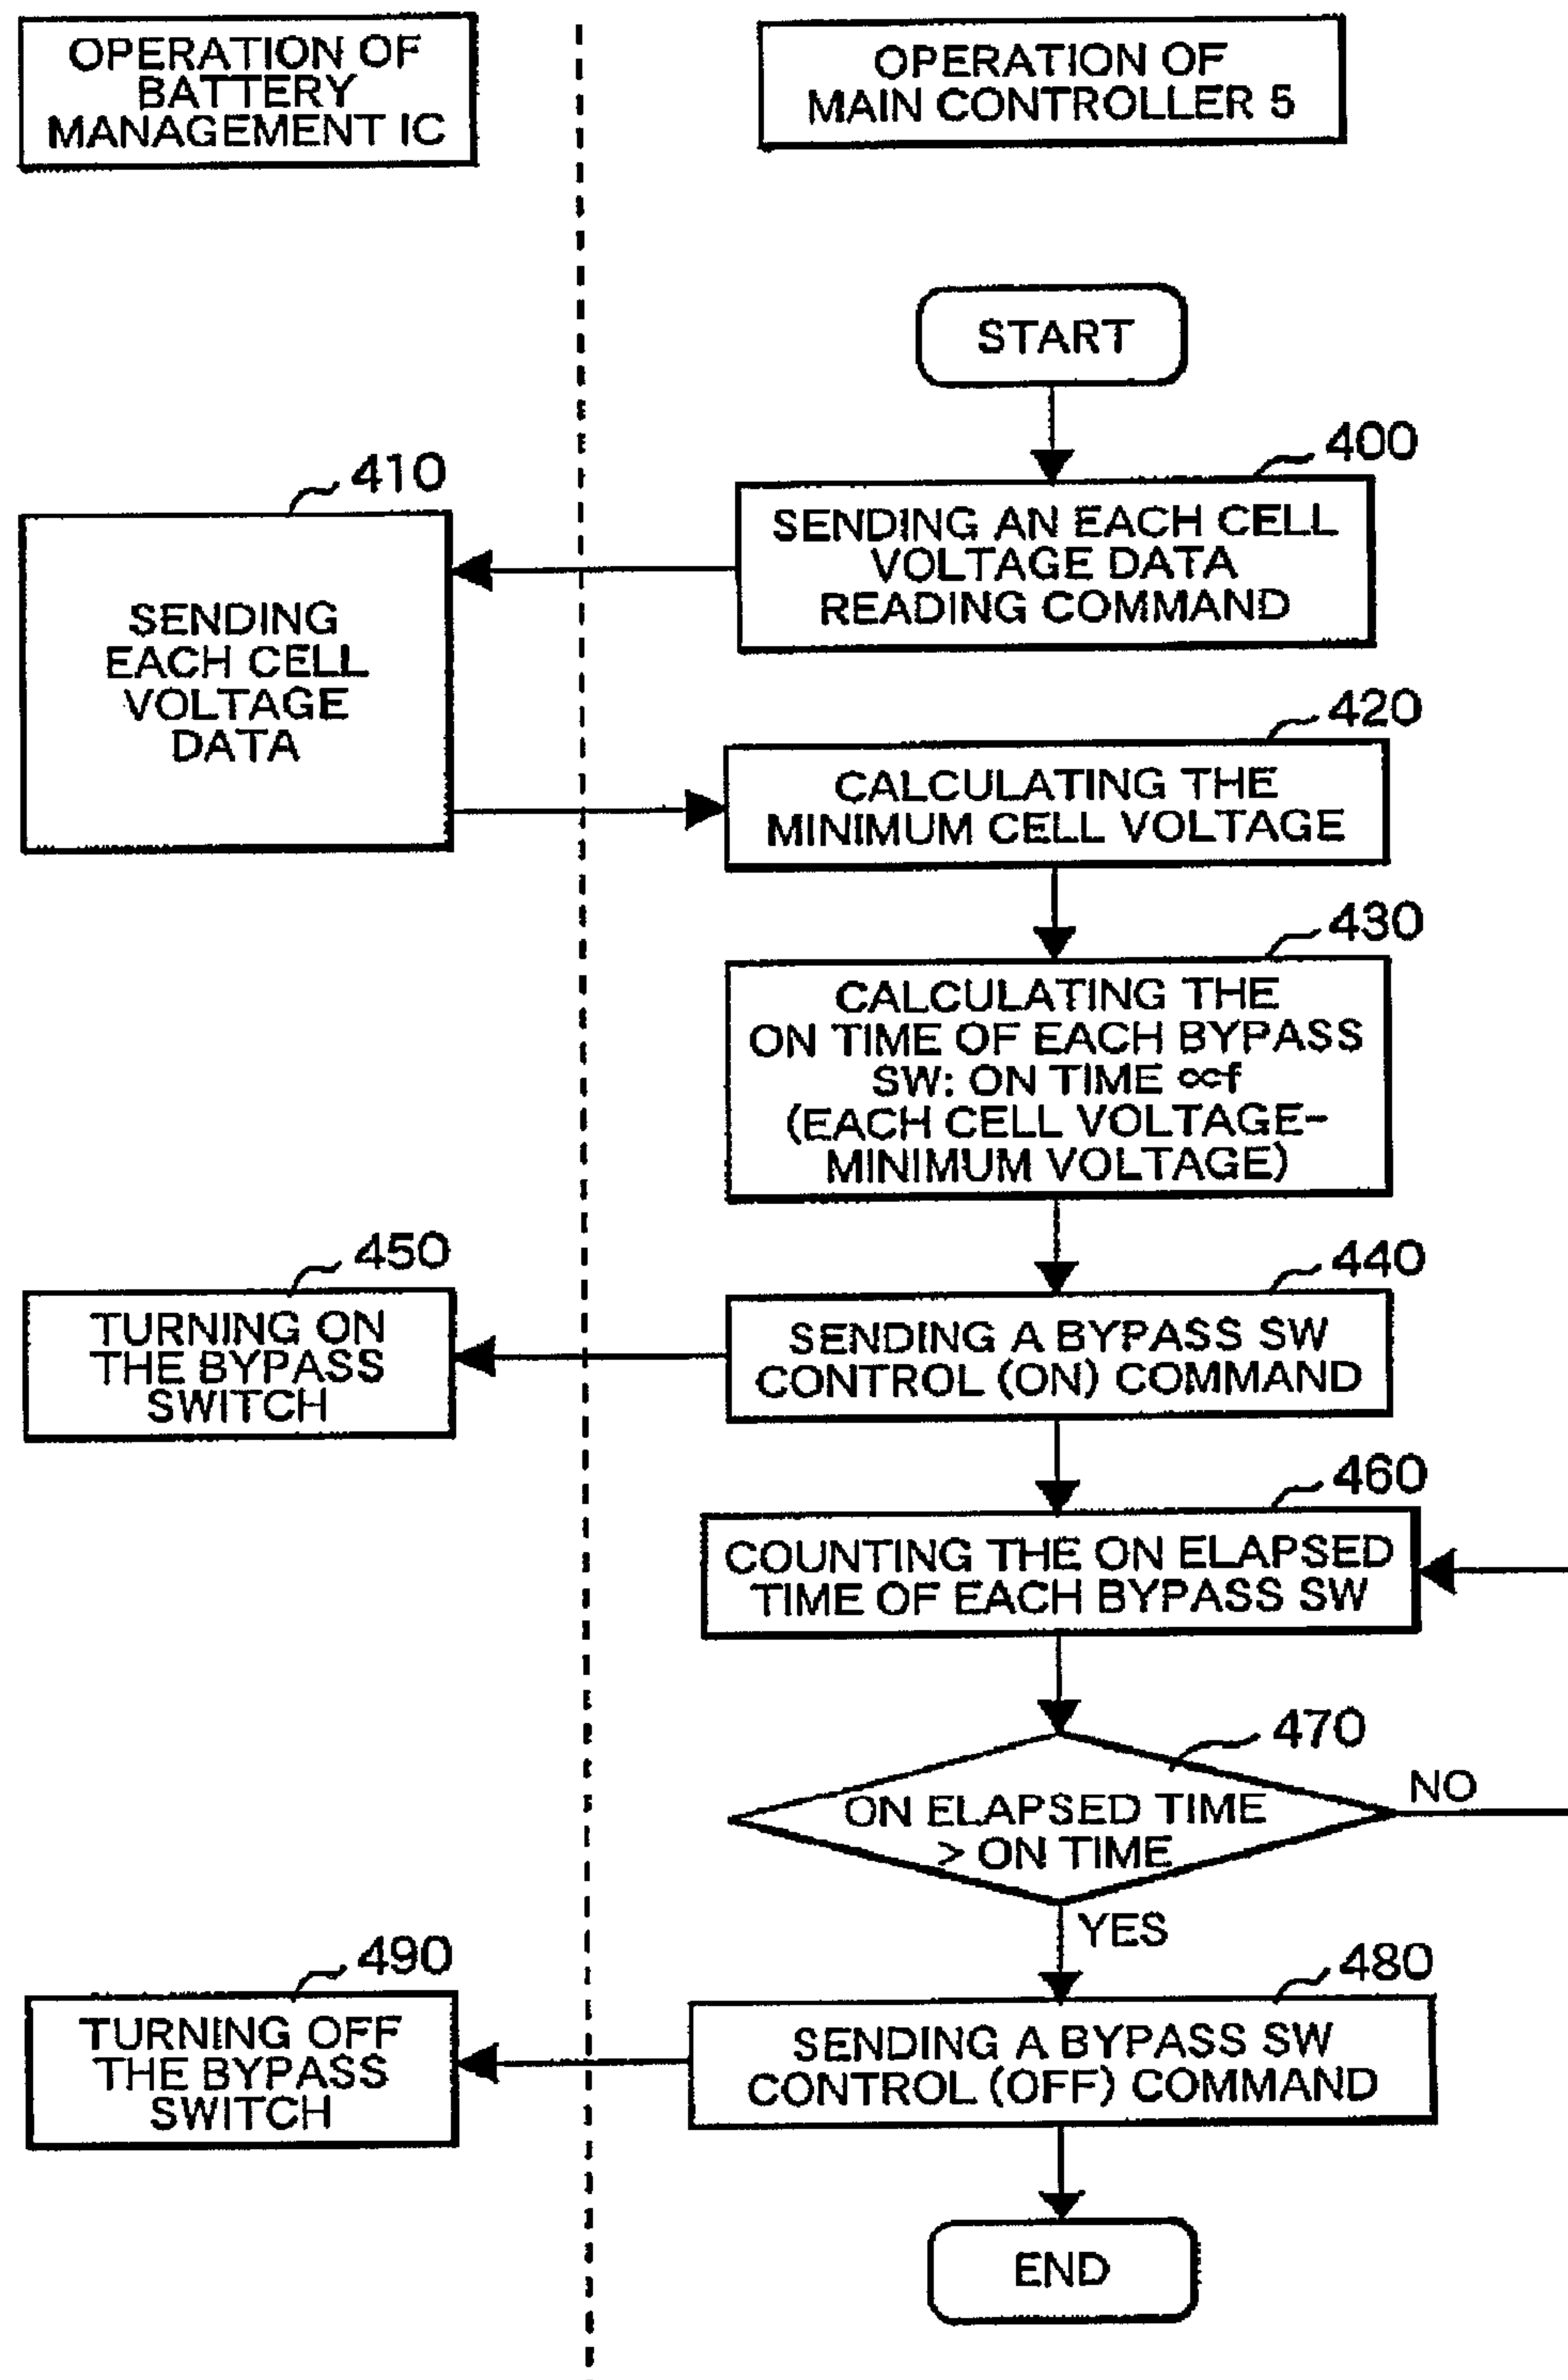 OPERATION OF
BATTERY
MANAGEMENT IC
OPERATION OF
MAIN CONTROLLER 5
START
400
SENDING AN EACH CELL
VOLTAGE DATA
READING COMMAND
410
SENDING
EACH CELL
VOLTAGE
DATA
420
CALCULATING THE
MINIMUM CELL VOLTAGE
430
CALCULATING THE
ON TIME OF EACH BYPASS
SW: ON TIME ∝f
(EACH CELL VOLTAGE-
MINIMUM VOLTAGE)
440
SENDING A BYPASS SW
CONTROL (ON) COMMAND
450
TURNING ON
THE BYPASS
SWITCH
460
COUNTING THE ON ELAPSED
TIME OF EACH BYPASS SW
470
ON ELAPSED TIME
> ON TIME
NO
YES
480
SENDING A BYPASS SW
CONTROL (OFF) COMMAND
490
TURNING OFF
THE BYPASS
SWITCH
END